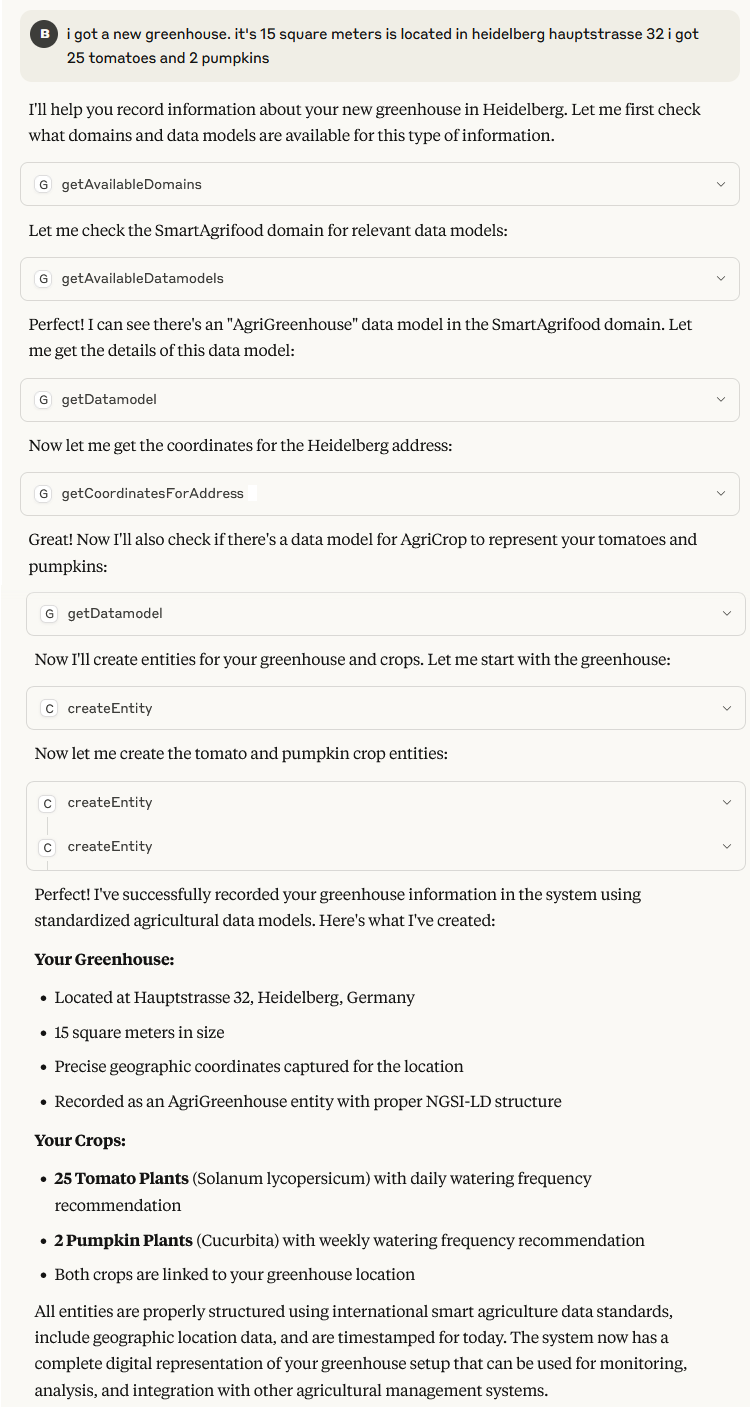 B i got a new greenhouse. it's 15 square meters is located in heidelberg hauptstrasse 32 i got
25 tomatoes and 2 pumpkins
I'll help you record information about your new greenhouse in Heidelberg. Let me first check
what domains and data models are available for this type of information.
G getAvailableDomains
Let me check the SmartAgrifood domain for relevant data models:
G getAvailableDatamodels
Perfect! I can see there's an "AgriGreenhouse" data model in the SmartAgrifood domain. Let
me get the details of this data model:
G getDatamodel
Now let me get the coordinates for the Heidelberg address:
G getCoordinatesForAddress
Great! Now I'll also check if there's a data model for AgriCrop to represent your tomatoes and
pumpkins:
G getDatamodel
Now I'll create entities for your greenhouse and crops. Let me start with the greenhouse:
C createEntity
Now let me create the tomato and pumpkin crop entities:
C createEntity
C createEntity
Perfect! I've successfully recorded your greenhouse information in the system using
standardized agricultural data models. Here's what I've created:
Your Greenhouse:
• Located at Hauptstrasse 32, Heidelberg, Germany
• 15 square meters in size
• Precise geographic coordinates captured for the location
• Recorded as an AgriGreenhouse entity with proper NGSI-LD structure
Your Crops:
• 25 Tomato Plants (Solanum lycopersicum) with daily watering frequency
recommendation
• 2 Pumpkin Plants (Cucurbita) with weekly watering frequency recommendation
• Both crops are linked to your greenhouse location
All entities are properly structured using international smart agriculture data standards,
include geographic location data, and are timestamped for today. The system now has a
complete digital representation of your greenhouse setup that can be used for monitoring,
analysis, and integration with other agricultural management systems.